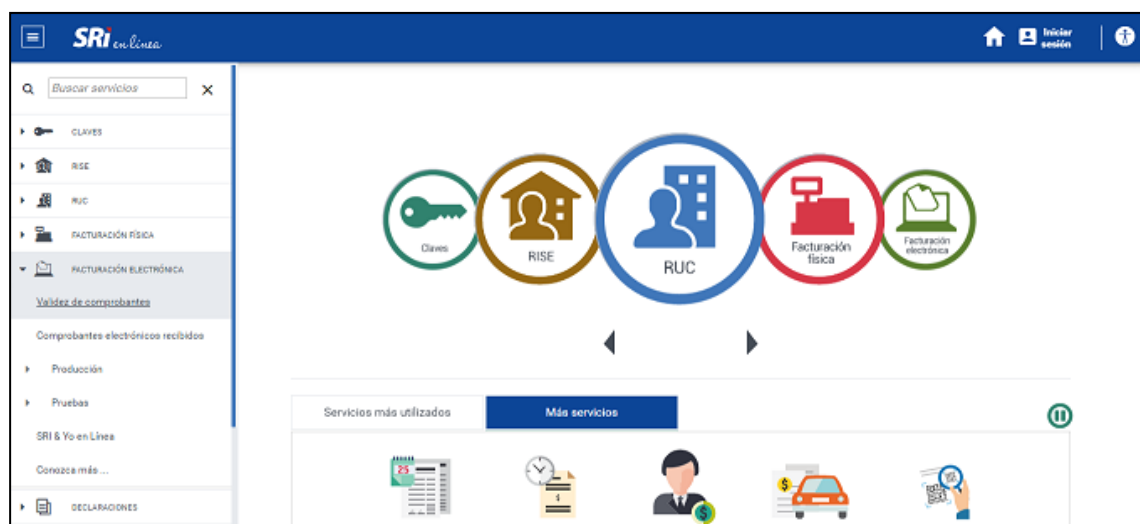 SRi en línea
Iniciar
sesión
Buscar servicios
CLAVES
RISE
RUC
FACTURACIÓN FÍSICA
FACTURACIÓN ELECTRÓNICA
Validez de comprobantes
Comprobantes electrónicos recibidos
Producción
Pruebas
SRI & Yo en Línea
Conozca más ...
DECLARACIONES
Claves
RISE
RUC
Facturación
física
Facturación
electrónica
Servicios más utilizados
Más servicios
25
$
$
$